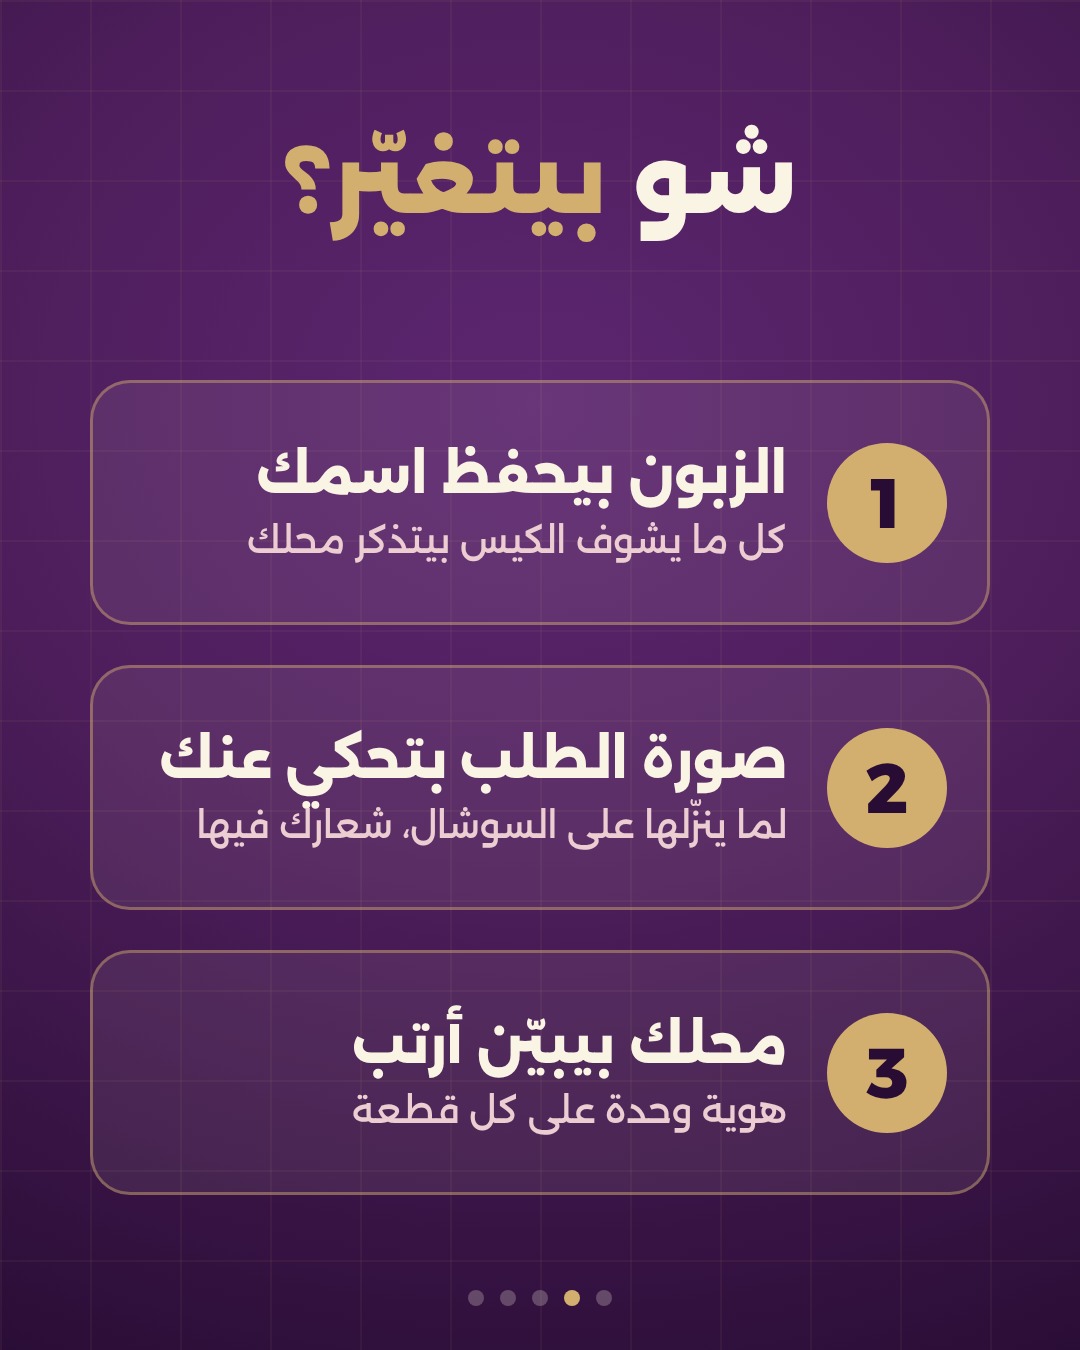 شو بيتغيّر؟
1
الزبون بيحفظ اسمك
كل ما يشوف الكيس بيتذكر محلك
2
صورة الطلب بتحكي عنك
لما ينزّلها على السوشال، شعارك فيها
3
محلك بيبيّن أرتب
هوية وحدة على كل قطعة